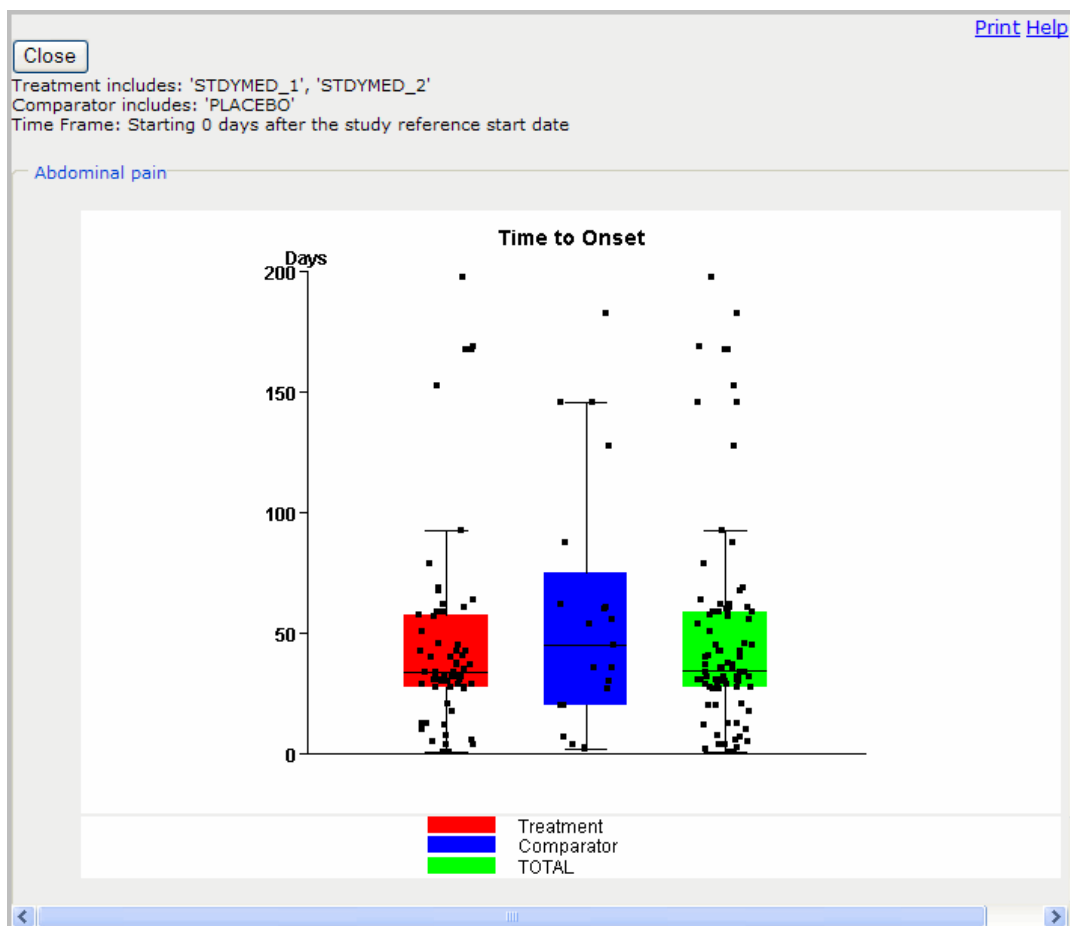 Print Help
Close
Treatment includes: 'STDYMED_1', 'STDYMED_2'
Comparator includes: 'PLACEBO'
Time Frame: Starting 0 days after the study reference start date
Abdominal pain
Time to Onset
Days
200
150
100
50
0
Treatment
Comparator
TOTAL